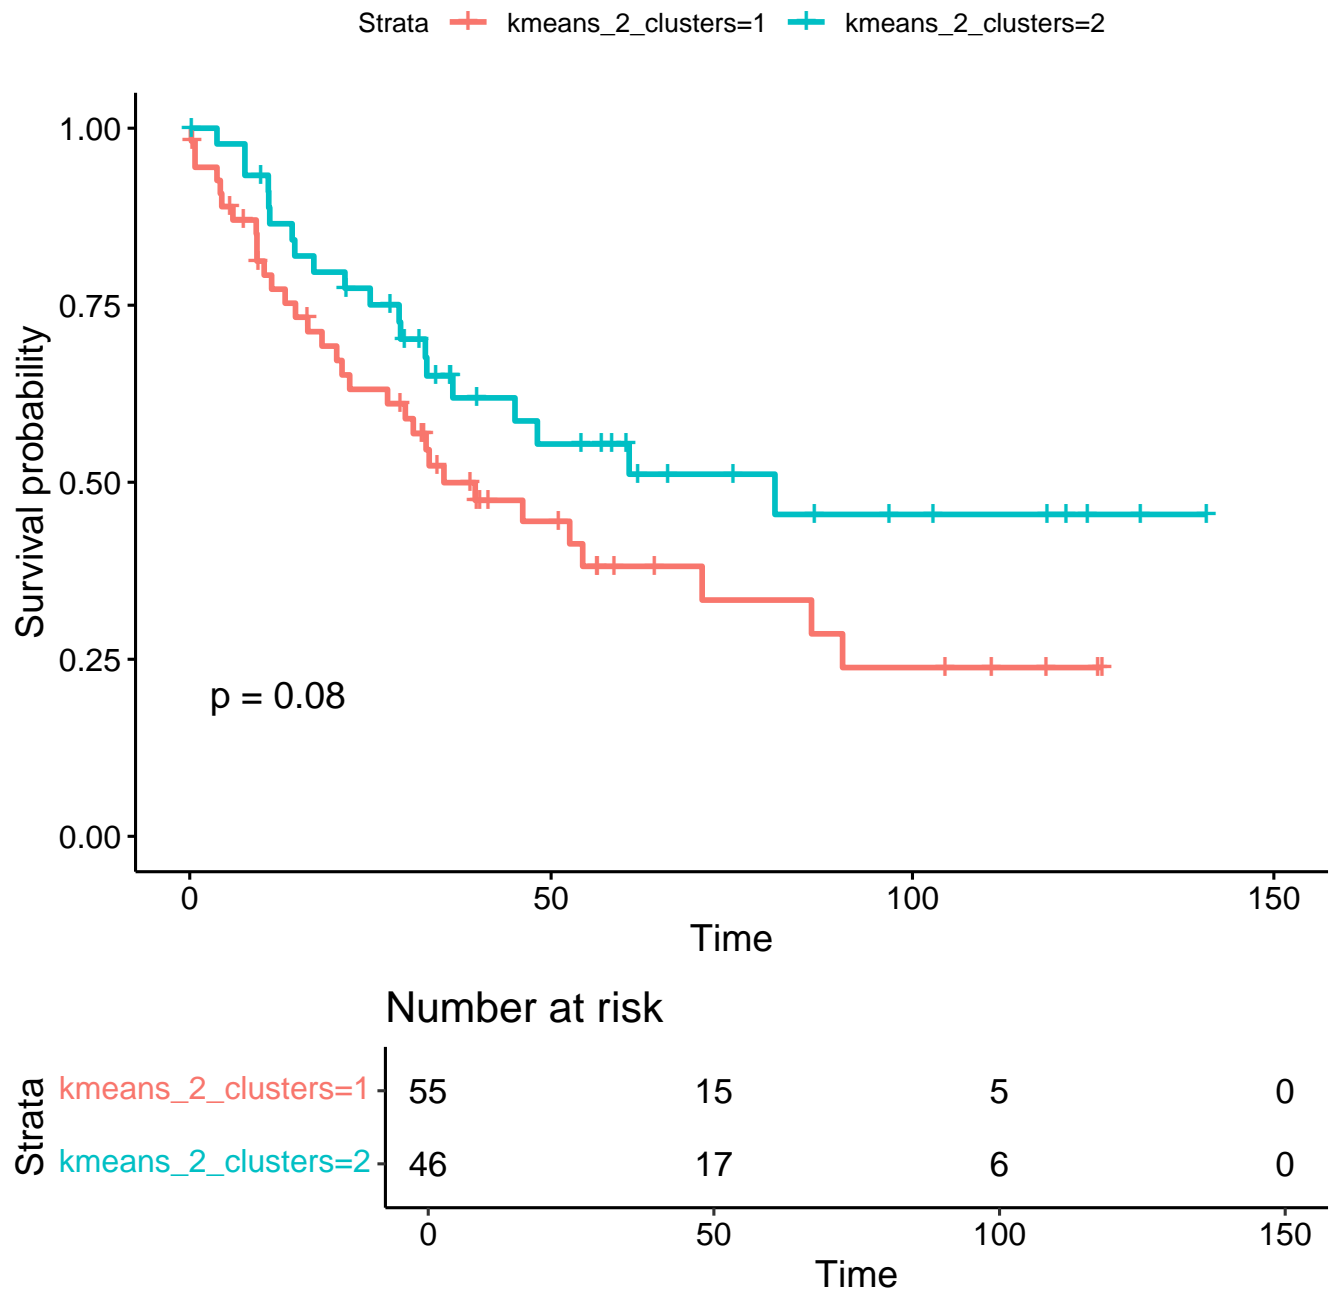 Strata kmeans_2_clusters=1 kmeans_2_clusters=2
Survival probability
1.00
0.75
0.50
0.25
0.00
p = 0.08
0 50 100 150
Time
Number at risk
Strata
kmeans_2_clusters=1 55 15 5 0
kmeans_2_clusters=2 46 17 6 0
0 50 100 150
Time